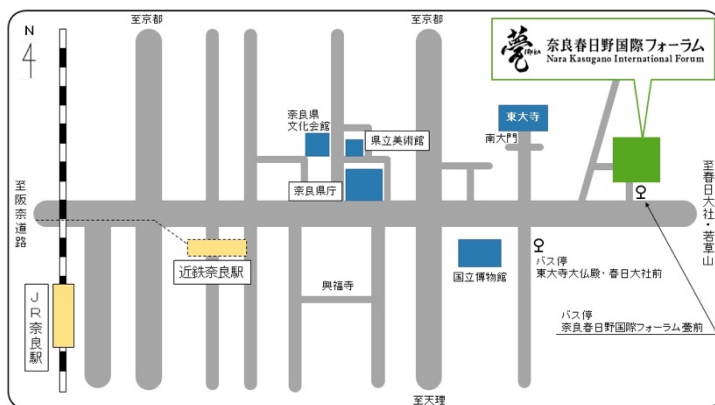 至京都
至京都
N
甍
I・RA・KA
奈良春日野国際フォーラム
Nara Kasugano International Forum
奈良県
文化会館
県立美術館
東大寺
南大門
奈良県庁
至阪奈道路
至春日大社・若草山
近鉄奈良駅
国立博物館
バス停
東大寺大仏殿・春日大社前
興福寺
JR奈良駅
バス停
奈良春日野国際フォーラム甍前
至天理